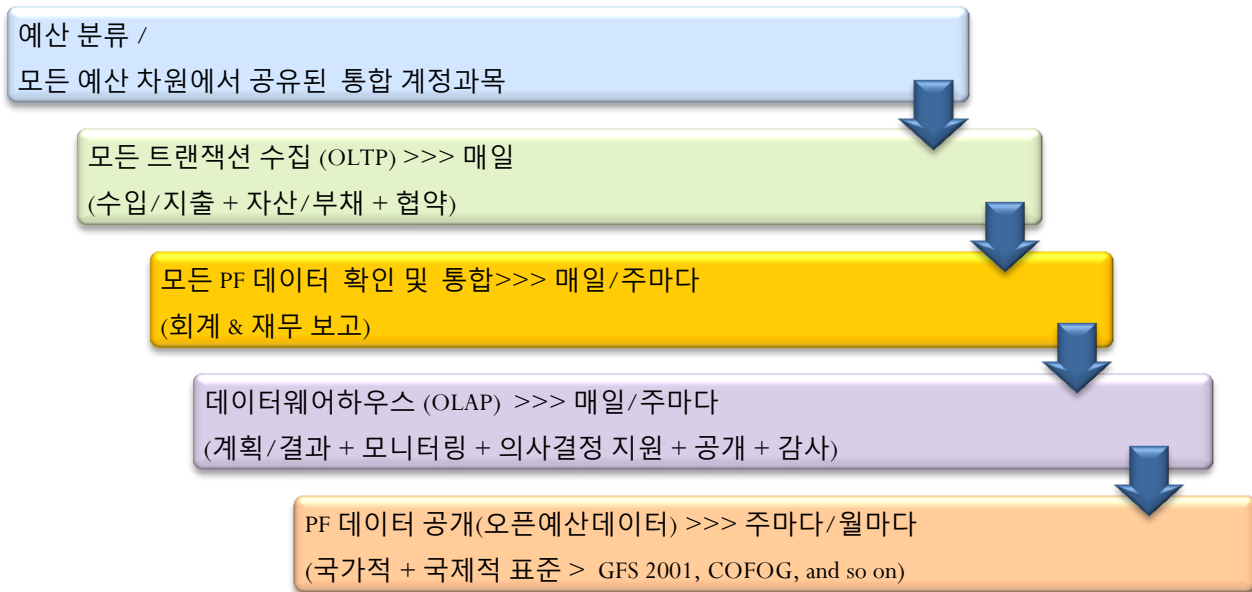 예산 분류 /
모든 예산 차원에서 공유된 통합 계정과목
모든 트랜잭션 수집 (OLTP) >>> 매일
(수입/지출 + 자산/부채 + 협약)
모든 PF 데이터 확인 및 통합>>> 매일/주마다
(회계 & 재무 보고)
데이터웨어하우스 (OLAP) >>> 매일/주마다
(계획/결과 + 모니터링 + 의사결정 지원 + 공개 + 감사)
PF 데이터 공개(오픈예산데이터) >>> 주마다/월마다
(국가적 + 국제적 표준 > GFS 2001, COFOG, and so on)